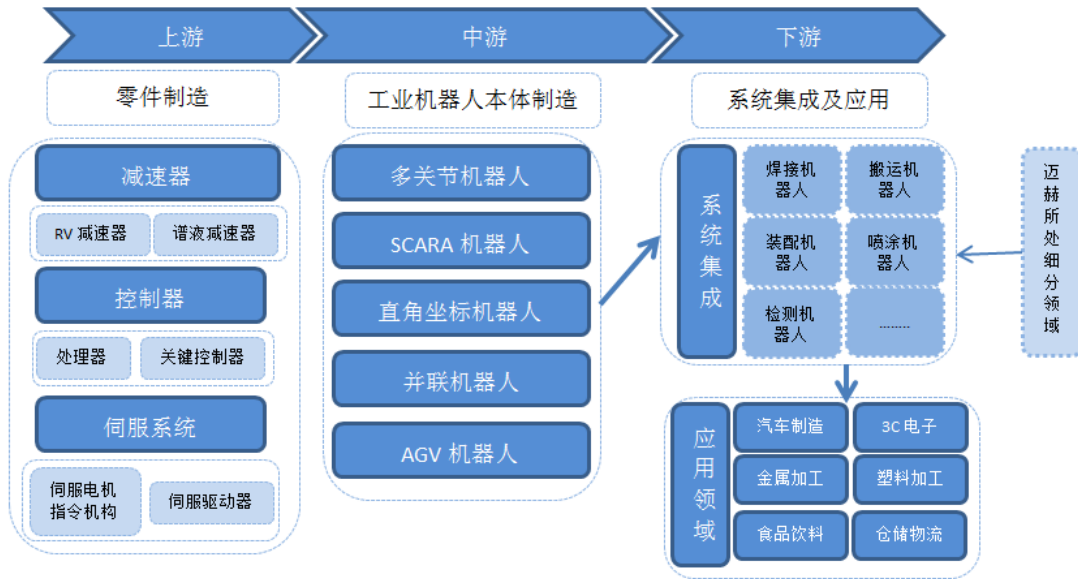 上游
中游
下游
零件制造
工业机器人本体制造
系统集成及应用
减速器
RV 减速器
谱液减速器
控制器
处理器
关键控制器
伺服系统
伺服电机
指令机构
伺服驱动器
多关节机器人
SCARA 机器人
直角坐标机器人
并联机器人
AGV 机器人
系统集成
焊接机
器人
搬运机
器人
装配机
器人
喷涂机
器人
检测机
器人
........
迈赫所处细分领域
应用领域
汽车制造
3C 电子
金属加工
塑料加工
食品饮料
仓储物流